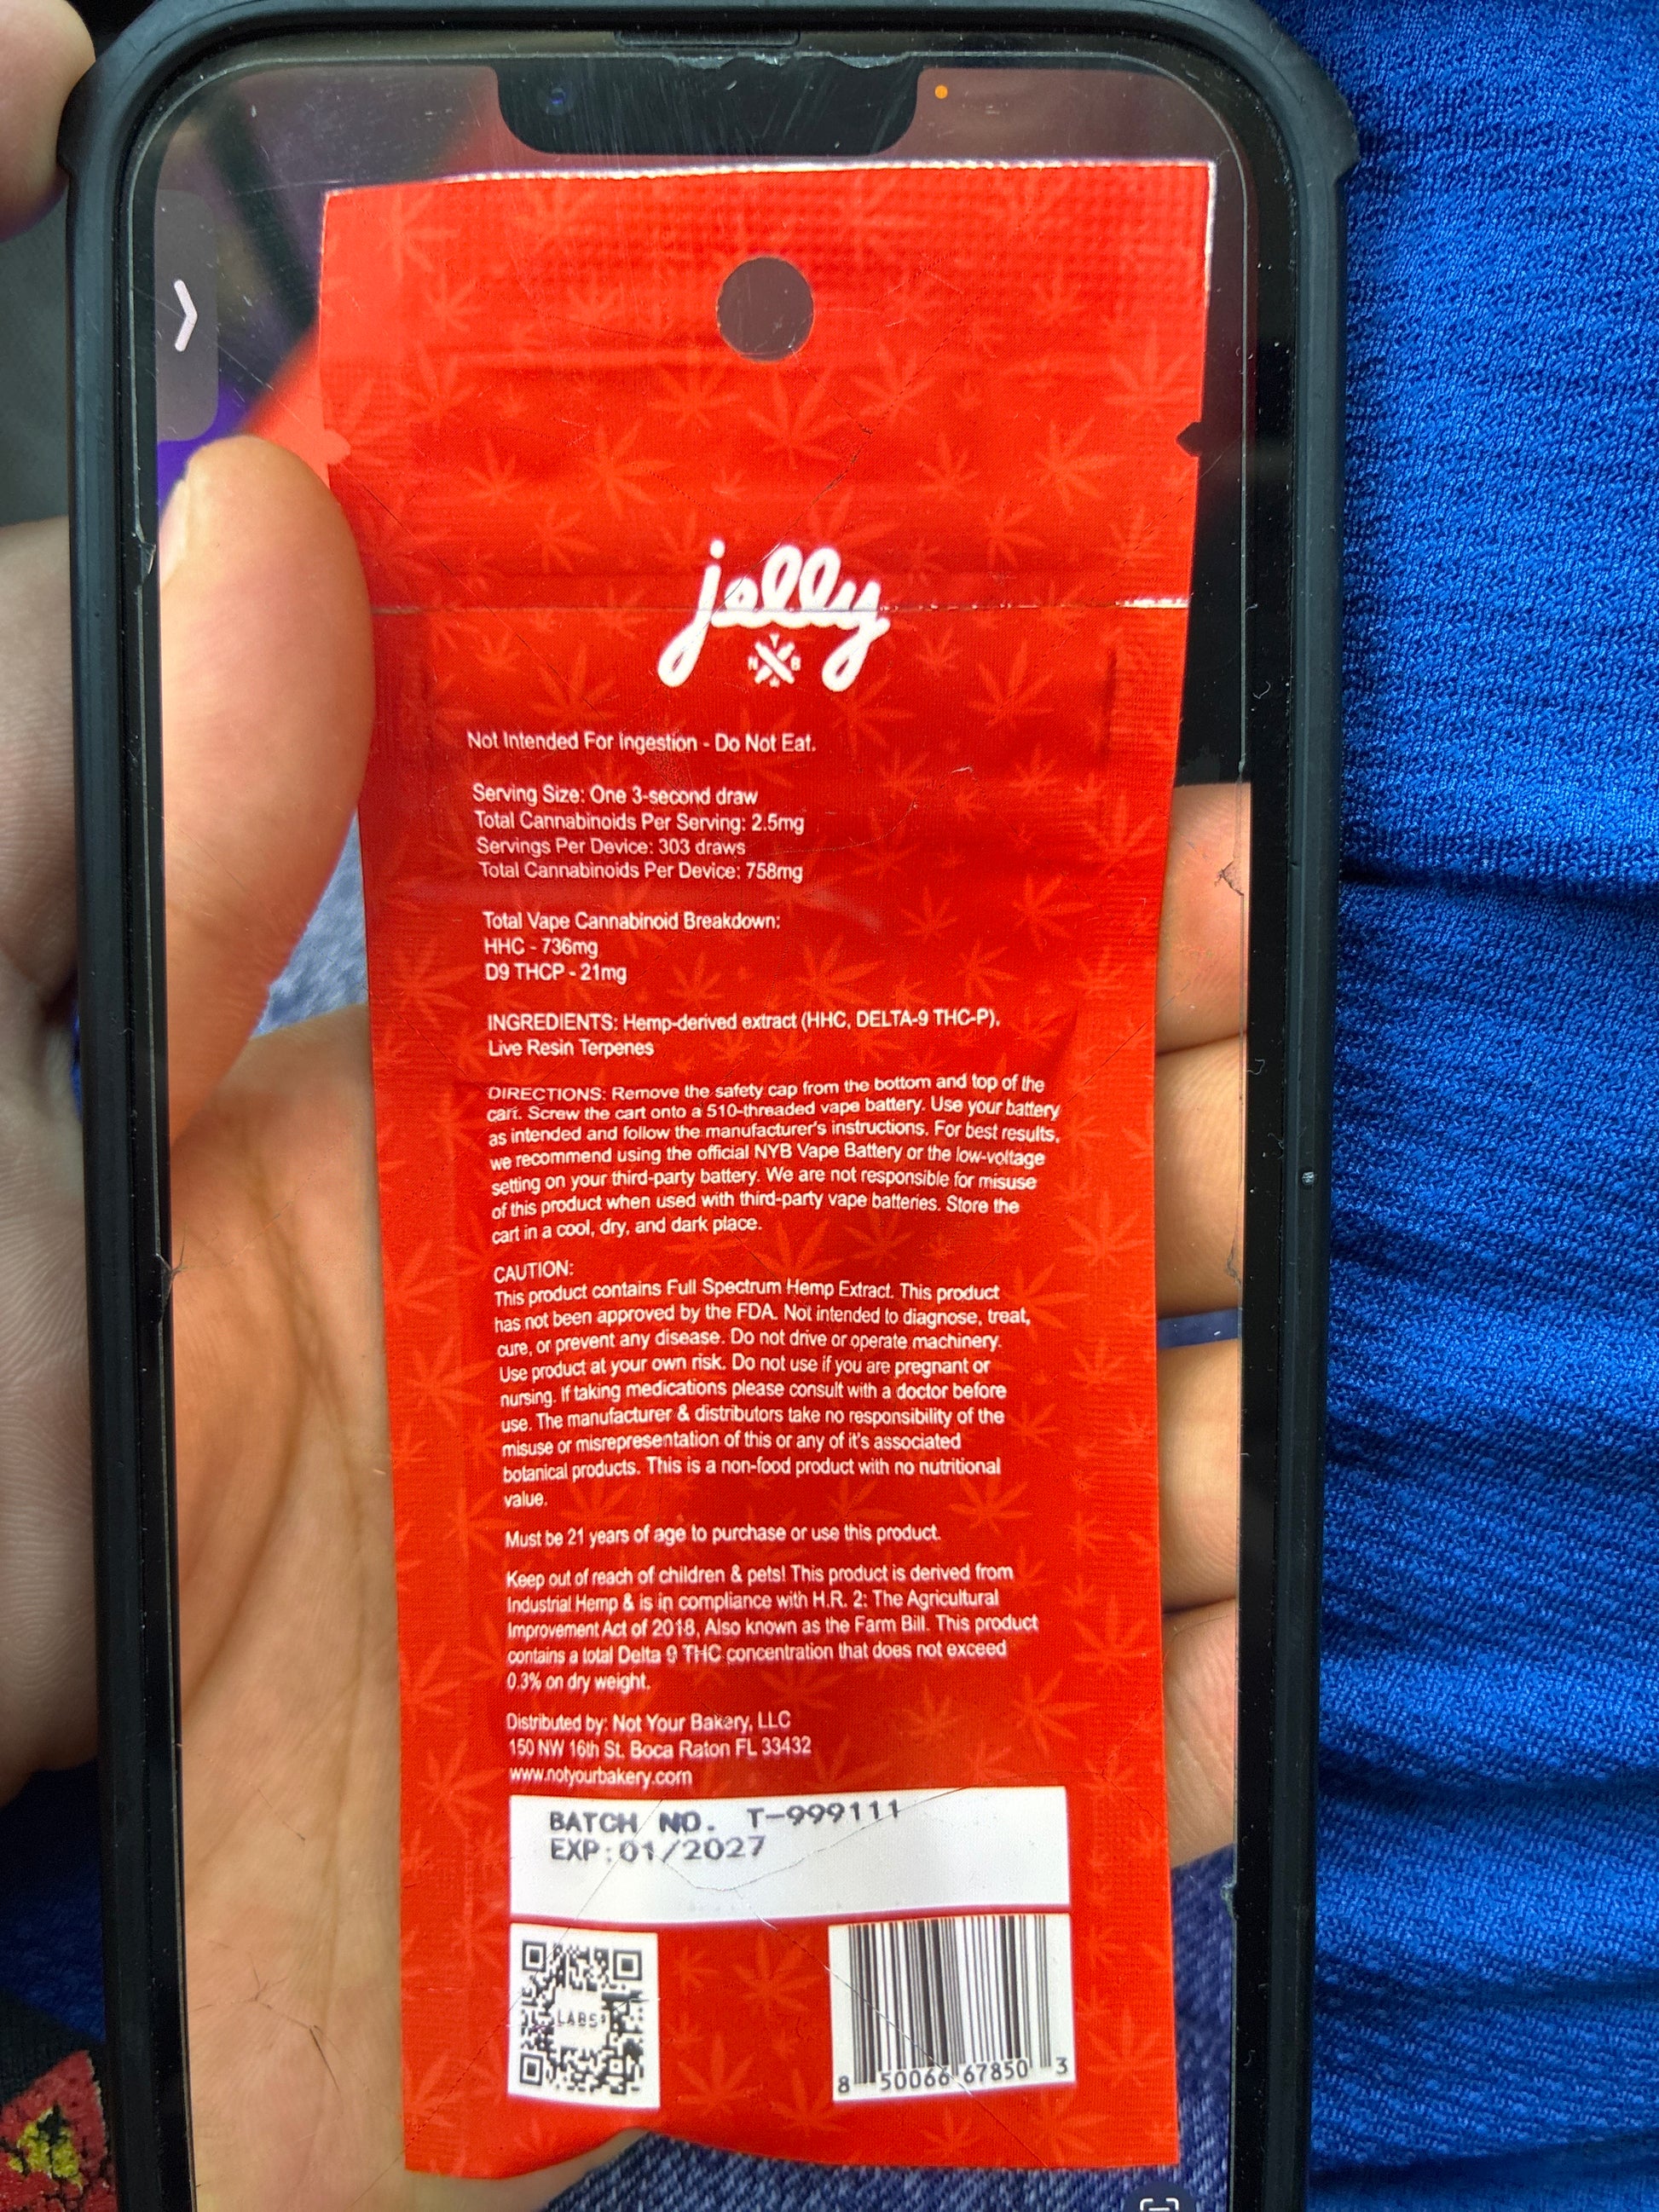 jelly
N Y B
Not Intended For Ingestion - Do Not Eat.
Serving Size: One 3-second draw
Total Cannabinoids Per Serving: 2.5mg
Servings Per Device: 303 draws
Total Cannabinoids Per Device: 758mg
Total Vape Cannabinoid Breakdown:
HHC - 736mg
D9 THCP - 21mg
INGREDIENTS: Hemp-derived extract (HHC, DELTA-9 THC-P),
Live Resin Terpenes
DIRECTIONS: Remove the safety cap from the bottom and top of the
cart. Screw the cart onto a 510-threaded vape battery. Use your battery
as intended and follow the manufacturer's instructions. For best results,
we recommend using the official NYB Vape Battery or the low-voltage
setting on your third-party battery. We are not responsible for misuse
of this product when used with third-party vape batteries. Store the
cart in a cool, dry, and dark place.
CAUTION:
This product contains Full Spectrum Hemp Extract. This product
has not been approved by the FDA. Not intended to diagnose, treat,
cure, or prevent any disease. Do not drive or operate machinery.
Use product at your own risk. Do not use if you are pregnant or
nursing. If taking medications please consult with a doctor before
use. The manufacturer & distributors take no responsibility of the
misuse or misrepresentation of this or any of it's associated
botanical products. This is a non-food product with no nutritional
value.
Must be 21 years of age to purchase or use this product.
Keep out of reach of children & pets! This product is derived from
Industrial Hemp & is in compliance with H.R. 2: The Agricultural
Improvement Act of 2018, Also known as the Farm Bill. This product
contains a total Delta 9 THC concentration that does not exceed
0.3% on dry weight.
Distributed by: Not Your Bakery, LLC
150 NW 16th St. Boca Raton FL 33432
www.notyourbakery.com
BATCH NO. T-999111
EXP:01/2027
LABS
8 50066 67850 3